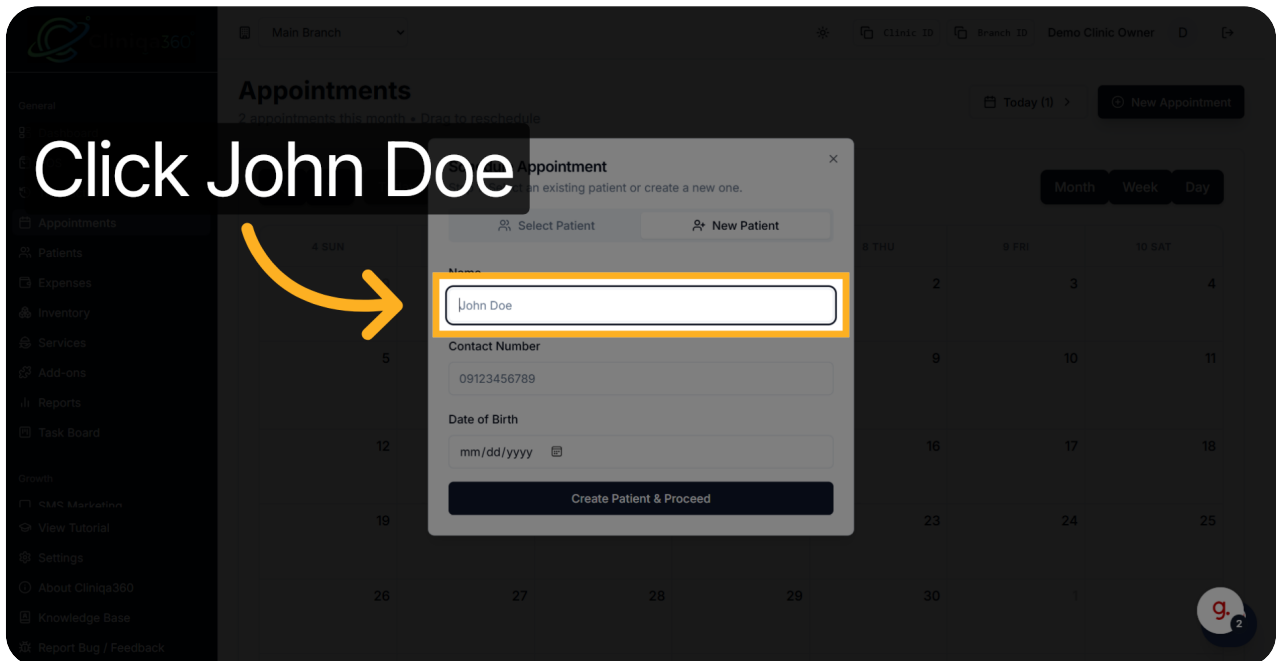 Cliniqa360
Main Branch
Clinic ID
Branch ID
Demo Clinic Owner
D
General
Appointments
2 appointments this month • Drag to reschedule
Today (1)
New Appointment
Click John Doe
Appointment
an existing patient or create a new one.
Month
Week
Day
Select Patient
New Patient
Appointments
Patients
Expenses
Inventory
Services
Add-ons
Reports
Task Board
Growth
SMS Marketing
View Tutorial
Settings
About Cliniqa360
Knowledge Base
Report Bug / Feedback
4 SUN
8 THU
9 FRI
10 SAT
Name
John Doe
Contact Number
09123456789
Date of Birth
mm/dd/yyyy
Create Patient & Proceed
2
3
4
5
9
10
11
12
16
17
18
19
23
24
25
26
27
28
29
30
1
g.
2